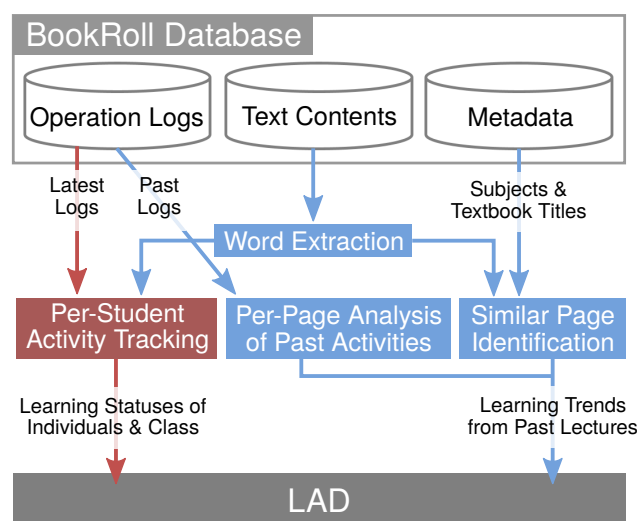 BookRoll Database
Operation Logs
Text Contents
Metadata
Latest
Logs
Past
Logs
Subjects &
Textbook Titles
Word Extraction
Per-Student
Activity Tracking
Per-Page Analysis
of Past Activities
Similar Page
Identification
Learning Statuses of
Individuals & Class
Learning Trends
from Past Lectures
LAD